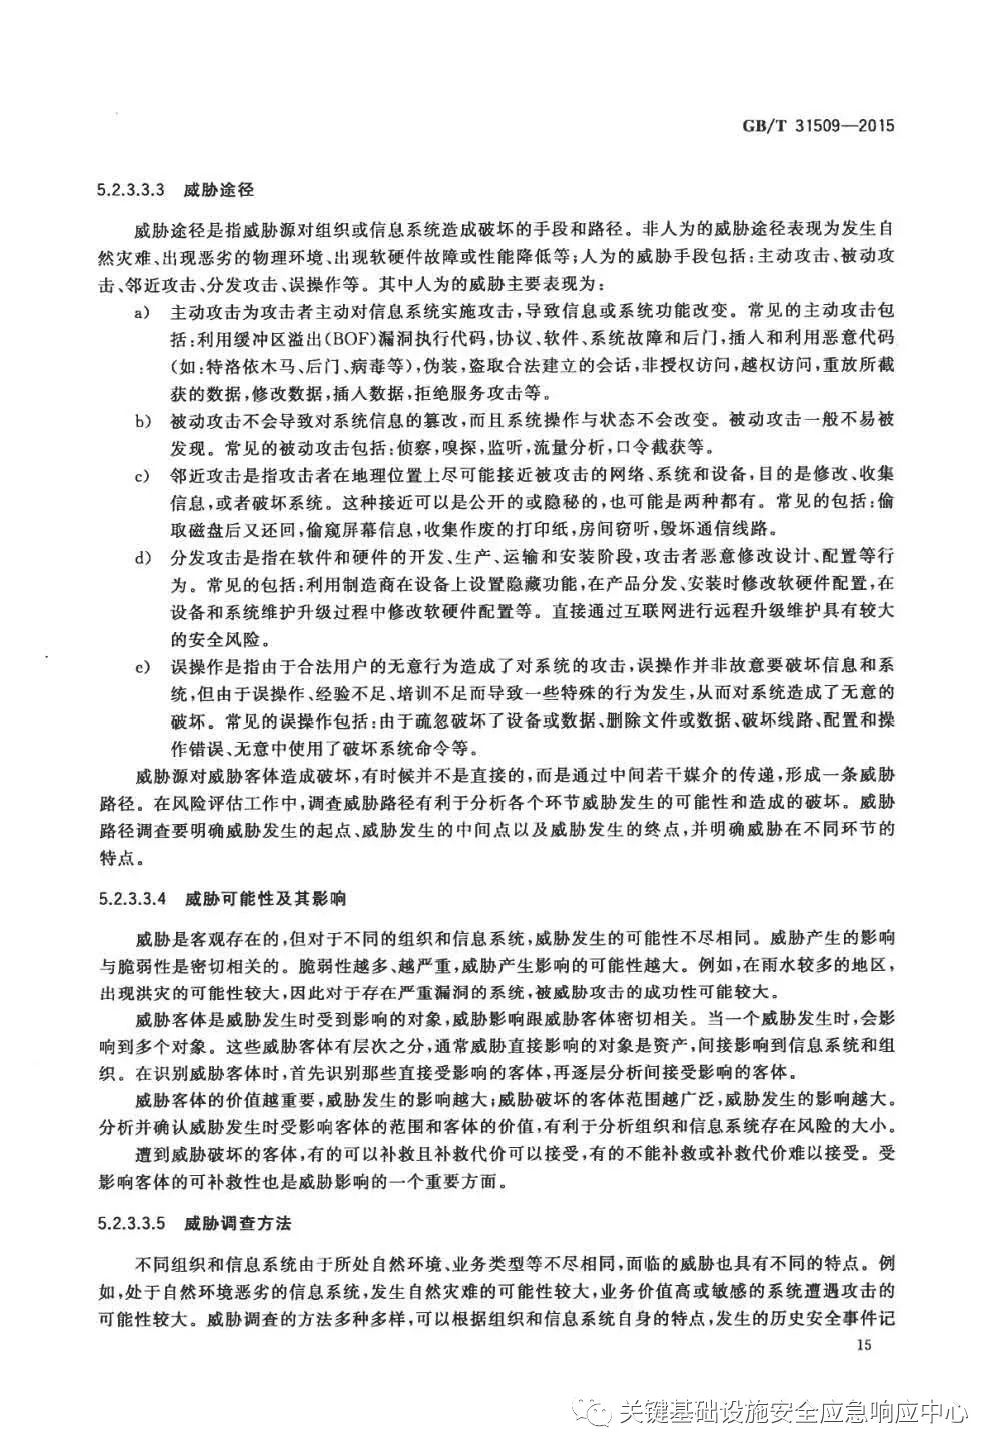 GB/T 31509—2015
5.2.3.3.3 威胁途径
威胁途径是指威胁源对组织或信息系统造成破坏的手段和路径。非人为的威胁途径表现为发生自
然灾难、出现恶劣的物理环境、出现软硬件故障或性能降低等;人为的威胁手段包括:主动攻击、被动攻
击、邻近攻击、分发攻击、误操作等。其中人为的威胁主要表现为:
a) 主动攻击为攻击者主动对信息系统实施攻击,导致信息或系统功能改变。常见的主动攻击包
括:利用缓冲区溢出(BOF)漏洞执行代码,协议、软件、系统故障和后门,插入和利用恶意代码
(如:特洛依木马、后门、病毒等),伪装,盗取合法建立的会话,非授权访问,越权访问,重放所截
获的数据,修改数据,插入数据,拒绝服务攻击等。
b) 被动攻击不会导致对系统信息的篡改,而且系统操作与状态不会改变。被动攻击一般不易被
发现。常见的被动攻击包括:侦察,嗅探,监听,流量分析,口令截获等。
c) 邻近攻击是指攻击者在地理位置上尽可能接近被攻击的网络、系统和设备,目的是修改、收集
信息,或者破坏系统。这种接近可以是公开的或隐秘的,也可能是两种都有。常见的包括:偷
取磁盘后又还回,偷窥屏幕信息,收集作废的打印纸,房间窃听,毁坏通信线路。
d) 分发攻击是指在软件和硬件的开发、生产、运输和安装阶段,攻击者恶意修改设计、配置等行
为。常见的包括:利用制造商在设备上设置隐藏功能,在产品分发、安装时修改软硬件配置,在
设备和系统维护升级过程中修改软硬件配置等。直接通过互联网进行远程升级维护具有较大
的安全风险。
e) 误操作是指由于合法用户的无意行为造成了对系统的攻击,误操作并非故意要破坏信息和系
统,但由于误操作、经验不足、培训不足而导致一些特殊的行为发生,从而对系统造成了无意的
破坏。常见的误操作包括:由于疏忽破坏了设备或数据、删除文件或数据、破坏线路、配置和操
作错误、无意中使用了破坏系统命令等。
威胁源对威胁客体造成破坏,有时候并不是直接的,而是通过中间若干媒介的传递,形成一条威胁
路径。在风险评估工作中,调查威胁路径有利于分析各个环节威胁发生的可能性和造成的破坏。威胁
路径调查要明确威胁发生的起点、威胁发生的中间点以及威胁发生的终点,并明确威胁在不同环节的
特点。
5.2.3.3.4 威胁可能性及其影响
威胁是客观存在的,但对于不同的组织和信息系统,威胁发生的可能性不尽相同。威胁产生的影响
与脆弱性是密切相关的。脆弱性越多、越严重,威胁产生影响的可能性越大。例如,在雨水较多的地区,
出现洪灾的可能性较大,因此对于存在严重漏洞的系统,被威胁攻击的成功性可能较大。
威胁客体是威胁发生时受到影响的对象,威胁影响跟威胁客体密切相关。当一个威胁发生时,会影
响到多个对象。这些威胁客体有层次之分,通常威胁直接影响的对象是资产,间接影响到信息系统和组
织。在识别威胁客体时,首先识别那些直接受影响的客体,再逐层分析间接受影响的客体。
威胁客体的价值越重要,威胁发生的影响越大;威胁破坏的客体范围越广泛,威胁发生的影响越大。
分析并确认威胁发生时受影响客体的范围和客体的价值,有利于分析组织和信息系统存在风险的大小。
遭到威胁破坏的客体,有的可以补救且补救代价可以接受,有的不能补救或补救代价难以接受。受
影响客体的可补救性也是威胁影响的一个重要方面。
5.2.3.3.5 威胁调查方法
不同组织和信息系统由于所处自然环境、业务类型等不尽相同,面临的威胁也具有不同的特点。例
如,处于自然环境恶劣的信息系统,发生自然灾难的可能性较大,业务价值高或敏感的系统遭遇攻击的
可能性较大。威胁调查的方法多种多样,可以根据组织和信息系统自身的特点,发生的历史安全事件记
15
关键基础设施安全应急响应中心